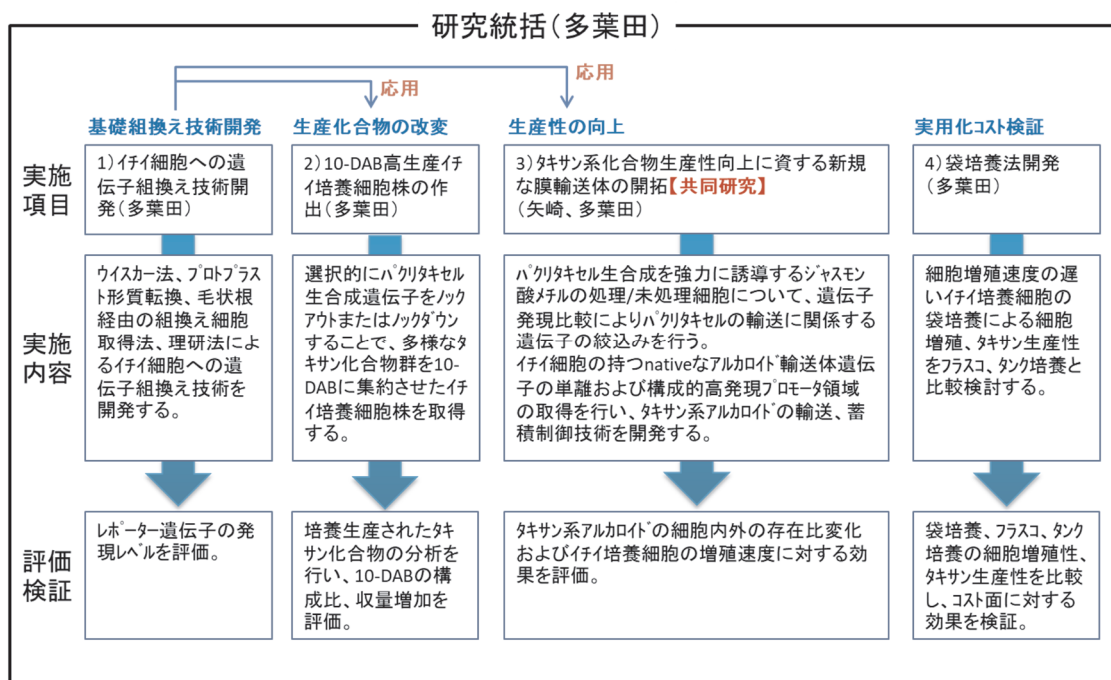 研究統括(多葉田)
応用
応用
基礎組換え技術開発
生産化合物の改変
生産性の向上
実用化コスト検証
実施
項目
1)イチイ細胞への遺
伝子組換え技術開
発(多葉田)
2)10-DAB高生産イチ
イ培養細胞株の作
出(多葉田)
3)タキサン系化合物生産性向上に資する新規
な膜輸送体の開拓【共同研究】
(矢崎、多葉田)
4)袋培養法開発
(多葉田)
実施
内容
ウイスカー法、プロトプラス
ト形質転換、毛状根
経由の組換え細胞
取得法、理研法によ
るイチイ細胞への遺
伝子組換え技術を
開発する。
選択的にパクリタキセル
生合成遺伝子をノック
アウトまたはノックダウン
することで、多様なタ
キサン化合物群を10-
DABに集約させたイチ
イ培養細胞株を取得
する。
パクリタキセル生合成を強力に誘導するジャスモン
酸メチルの処理/未処理細胞について、遺伝子
発現比較によりパクリタキセルの輸送に関係する
遺伝子の絞込みを行う。
イチイ細胞の持つnativeなアルカロイド輸送体遺伝
子の単離および構成的高発現プロモータ領域
の取得を行い、タキサン系アルカロイドの輸送、蓄
積制御技術を開発する。
細胞増殖速度の遅
いイチイ培養細胞の
袋培養による細胞
増殖、タキサン生産性
をフラスコ、タンク培養と
比較検討する。
評価
検証
レポーター遺伝子の発
現レベルを評価。
培養生産されたタキ
サン化合物の分析を
行い、10-DABの構
成比、収量増加を
評価。
タキサン系アルカロイドの細胞内外の存在比変化
およびイチイ培養細胞の増殖速度に対する効
果を評価。
袋培養、フラスコ、タンク
培養の細胞増殖性、
タキサン生産性を比較
し、コスト面に対する
効果を検証。